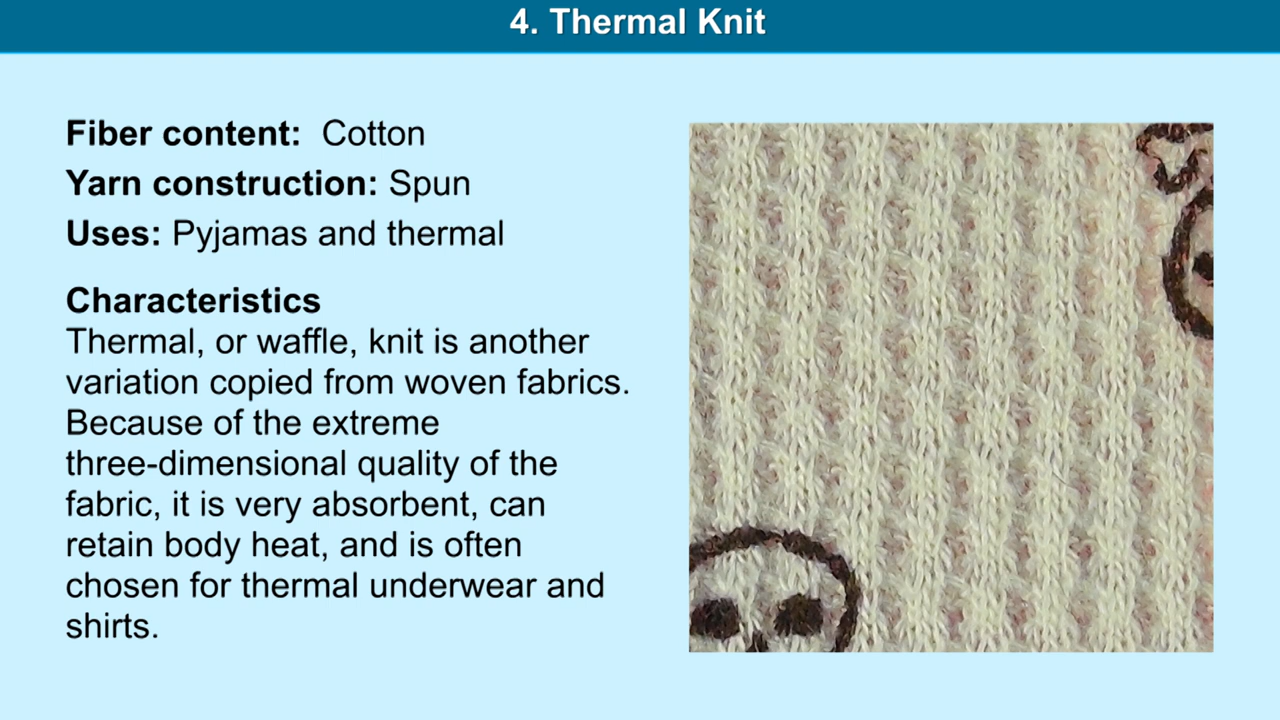 4. Thermal Knit
Fiber content: Cotton
Yarn construction: Spun
Uses: Pyjamas and thermal
Characteristics
Thermal, or waffle, knit is another
variation copied from woven fabrics.
Because of the extreme
three-dimensional quality of the
fabric, it is very absorbent, can
retain body heat, and is often
chosen for thermal underwear and
shirts.